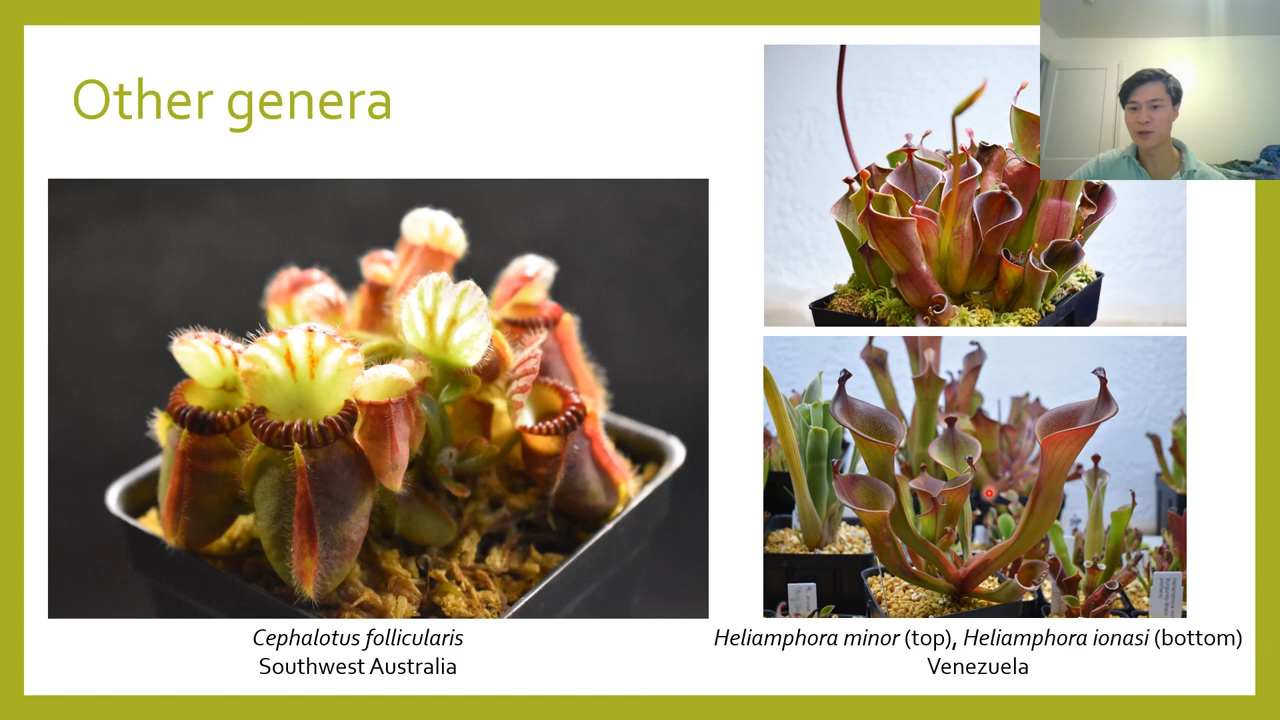 Other genera
Cephalotus follicularis
Southwest Australia
Heliamphora minor (top), Heliamphora ionasi (bottom)
Venezuela